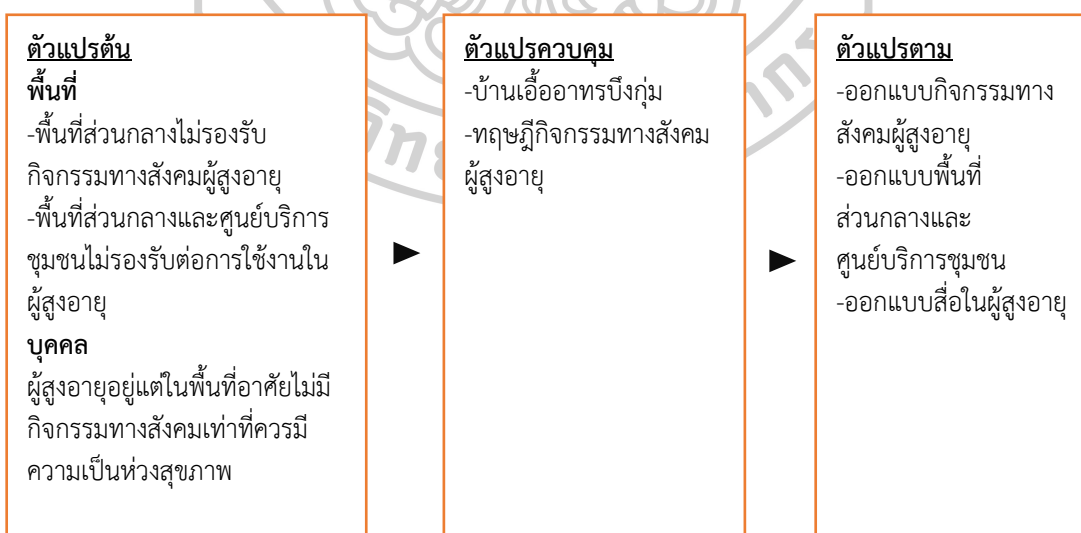 ตัวแปรต้น
พื้นที่
-พื้นที่ส่วนกลางไม่รองรับ
กิจกรรมทางสังคมผู้สูงอายุ
-พื้นที่ส่วนกลางและศูนย์บริการ
ชุมชนไม่รองรับต่อการใช้งานใน
ผู้สูงอายุ
บุคคล
ผู้สูงอายุอยู่แต่ในพื้นที่อาศัยไม่มี
กิจกรรมทางสังคมเท่าที่ควรมี
ความเป็นห่วงสุขภาพ
ตัวแปรควบคุม
-บ้านเอื้ออาทรบึงกุ่ม
-ทฤษฎีกิจกรรมทางสังคม
ผู้สูงอายุ
ตัวแปรตาม
-ออกแบบกิจกรรมทาง
สังคมผู้สูงอายุ
-ออกแบบพื้นที่
ส่วนกลางและ
ศูนย์บริการชุมชน
-ออกแบบสื่อในผู้สูงอายุ